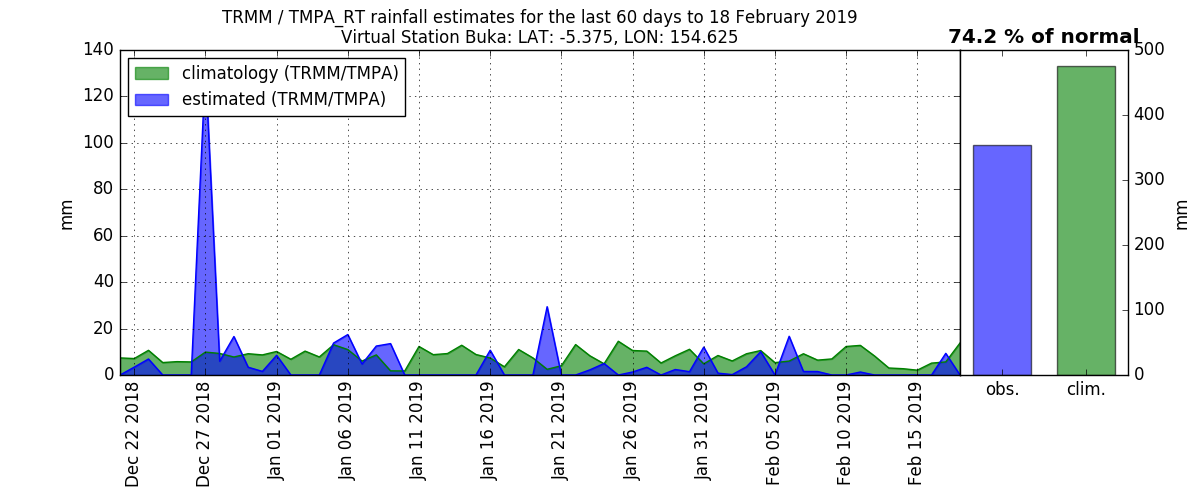 TRMM / TMPA_RT rainfall estimates for the last 60 days to 18 February 2019
Virtual Station Buka: LAT: -5.375, LON: 154.625
74.2 % of normal
climatology (TRMM/TMPA)
estimated (TRMM/TMPA)
mm
140
120
100
80
60
40
20
0
Dec 22 2018
Dec 27 2018
Jan 01 2019
Jan 06 2019
Jan 11 2019
Jan 16 2019
Jan 21 2019
Jan 26 2019
Jan 31 2019
Feb 05 2019
Feb 10 2019
Feb 15 2019
500
400
300
200
100
0
mm
obs.
clim.